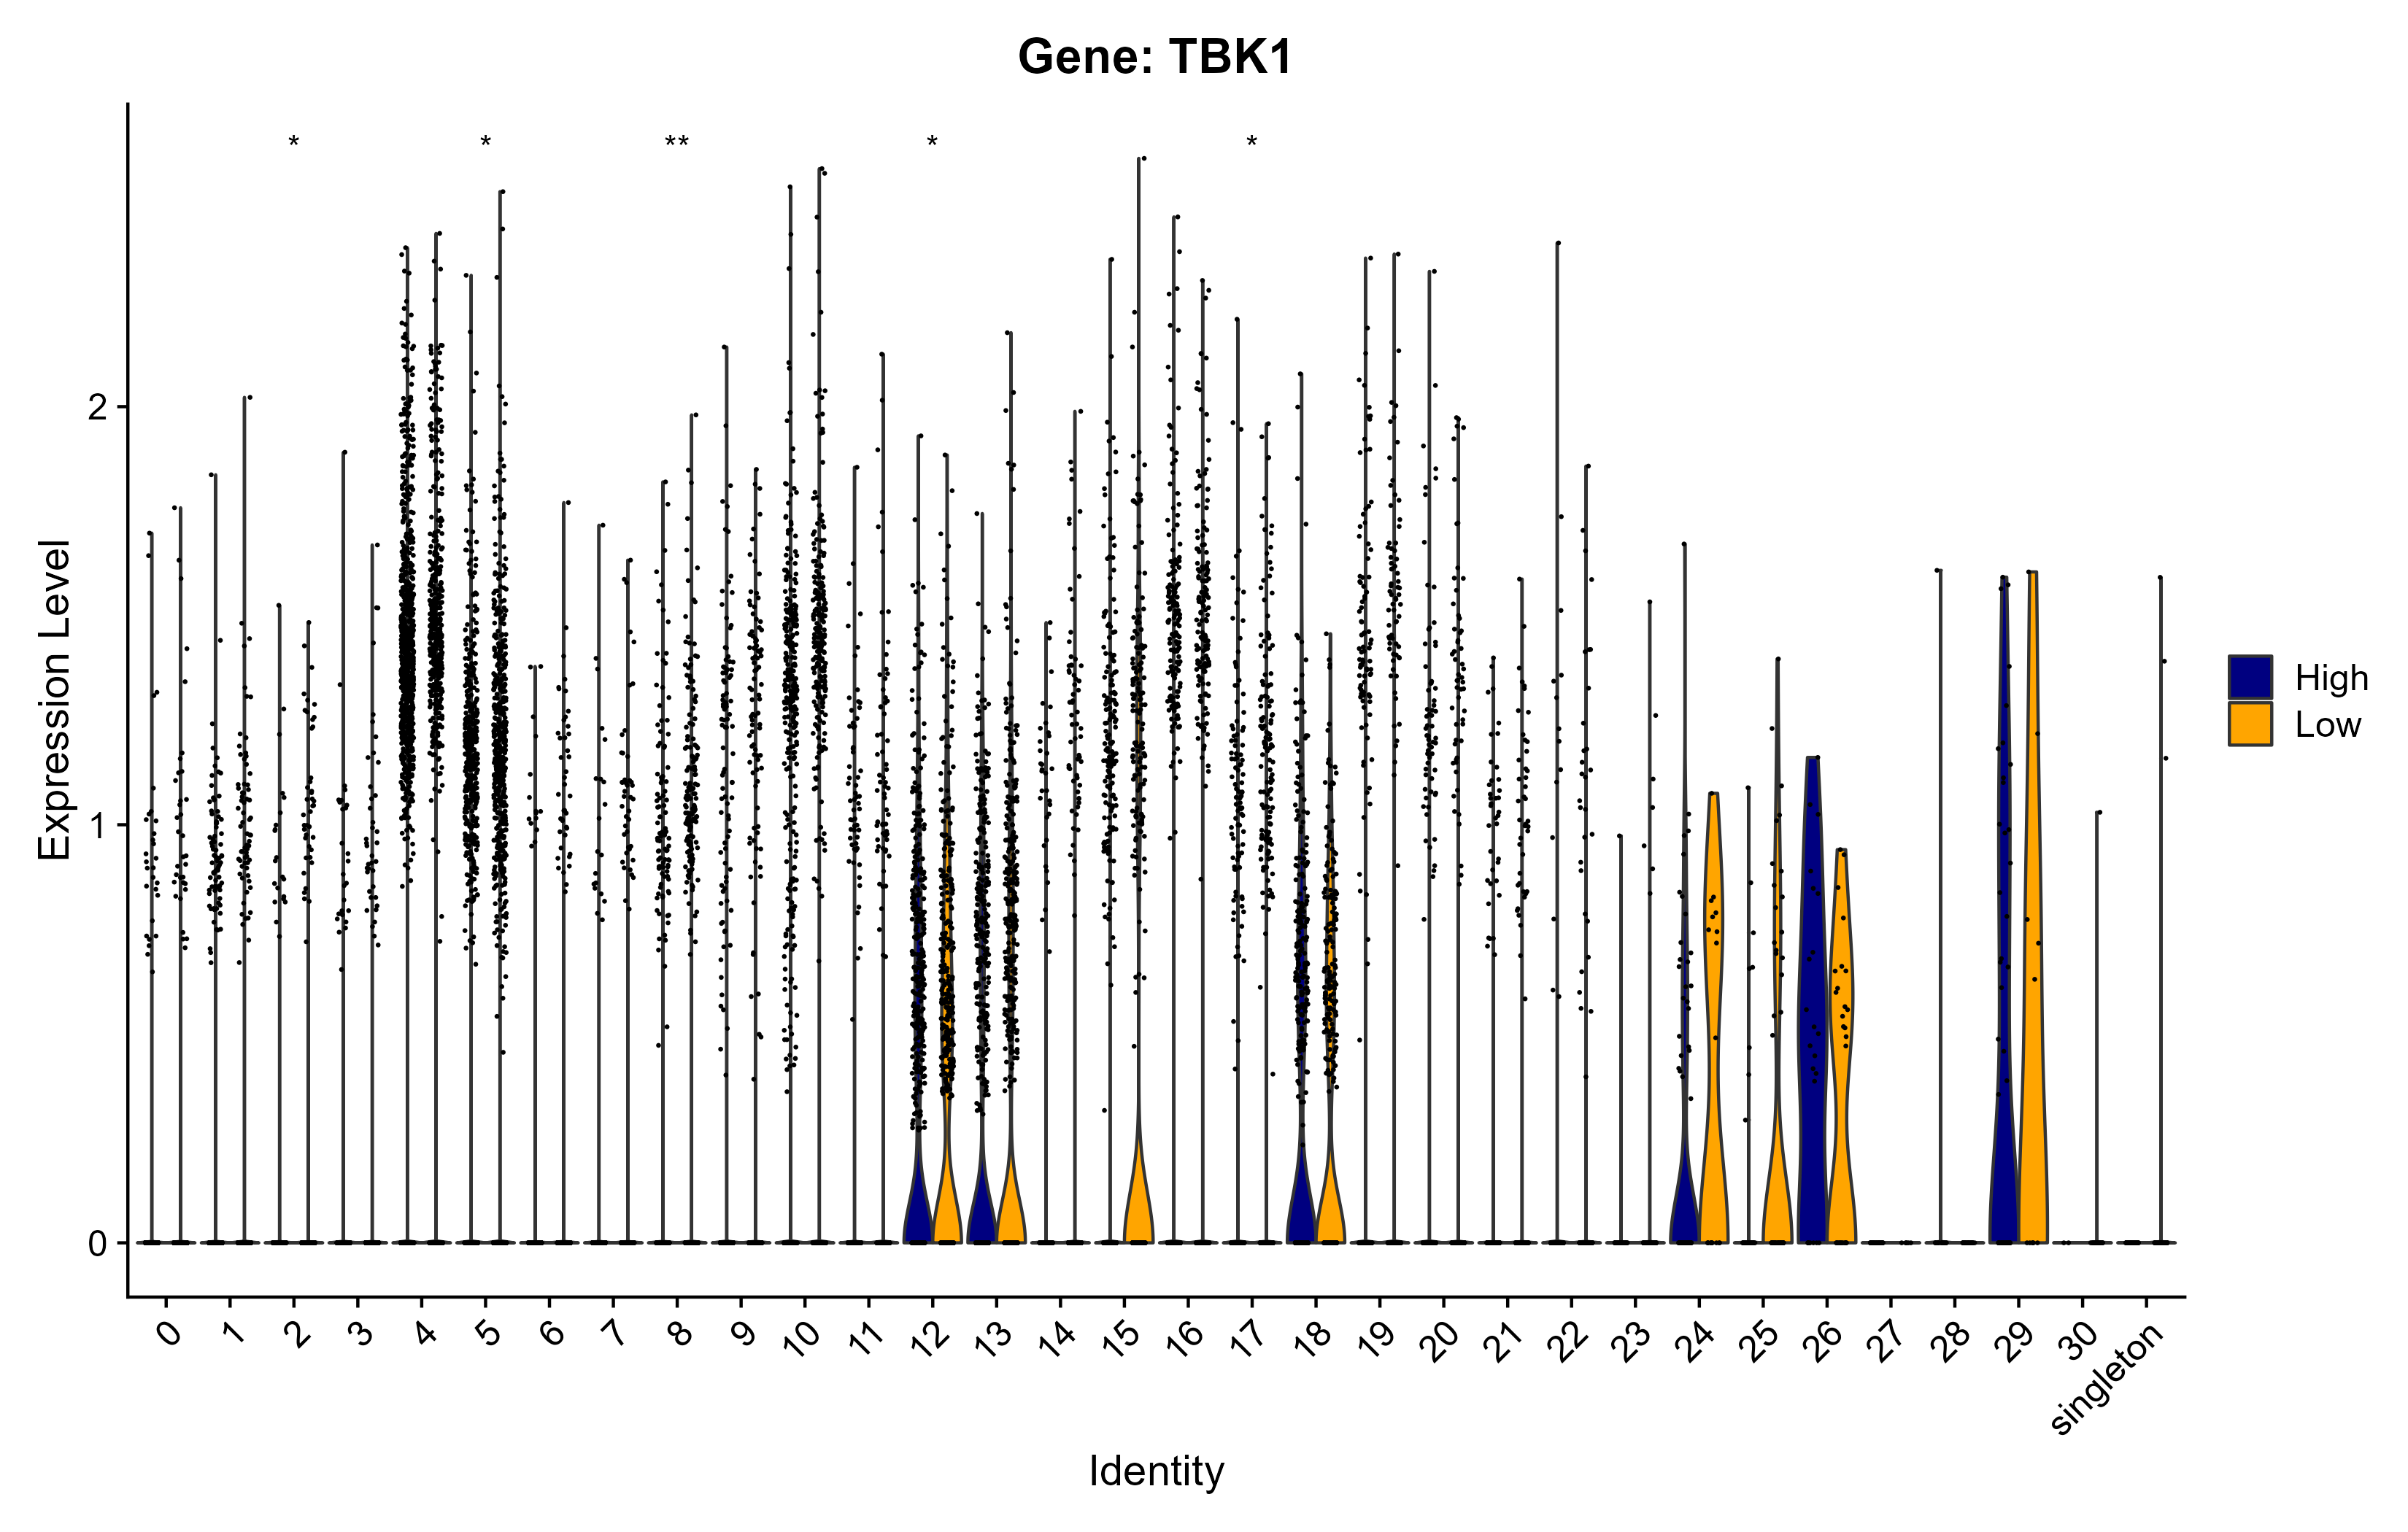 Gene: TBK1
* * ** * *
Expression Level
2
1
0
0 1 2 3 4 5 6 7 8 9 10 11 12 13 14 15 16 17 18 19 20 21 22 23 24 25 26 27 28 29 30 singleton
Identity
High
Low